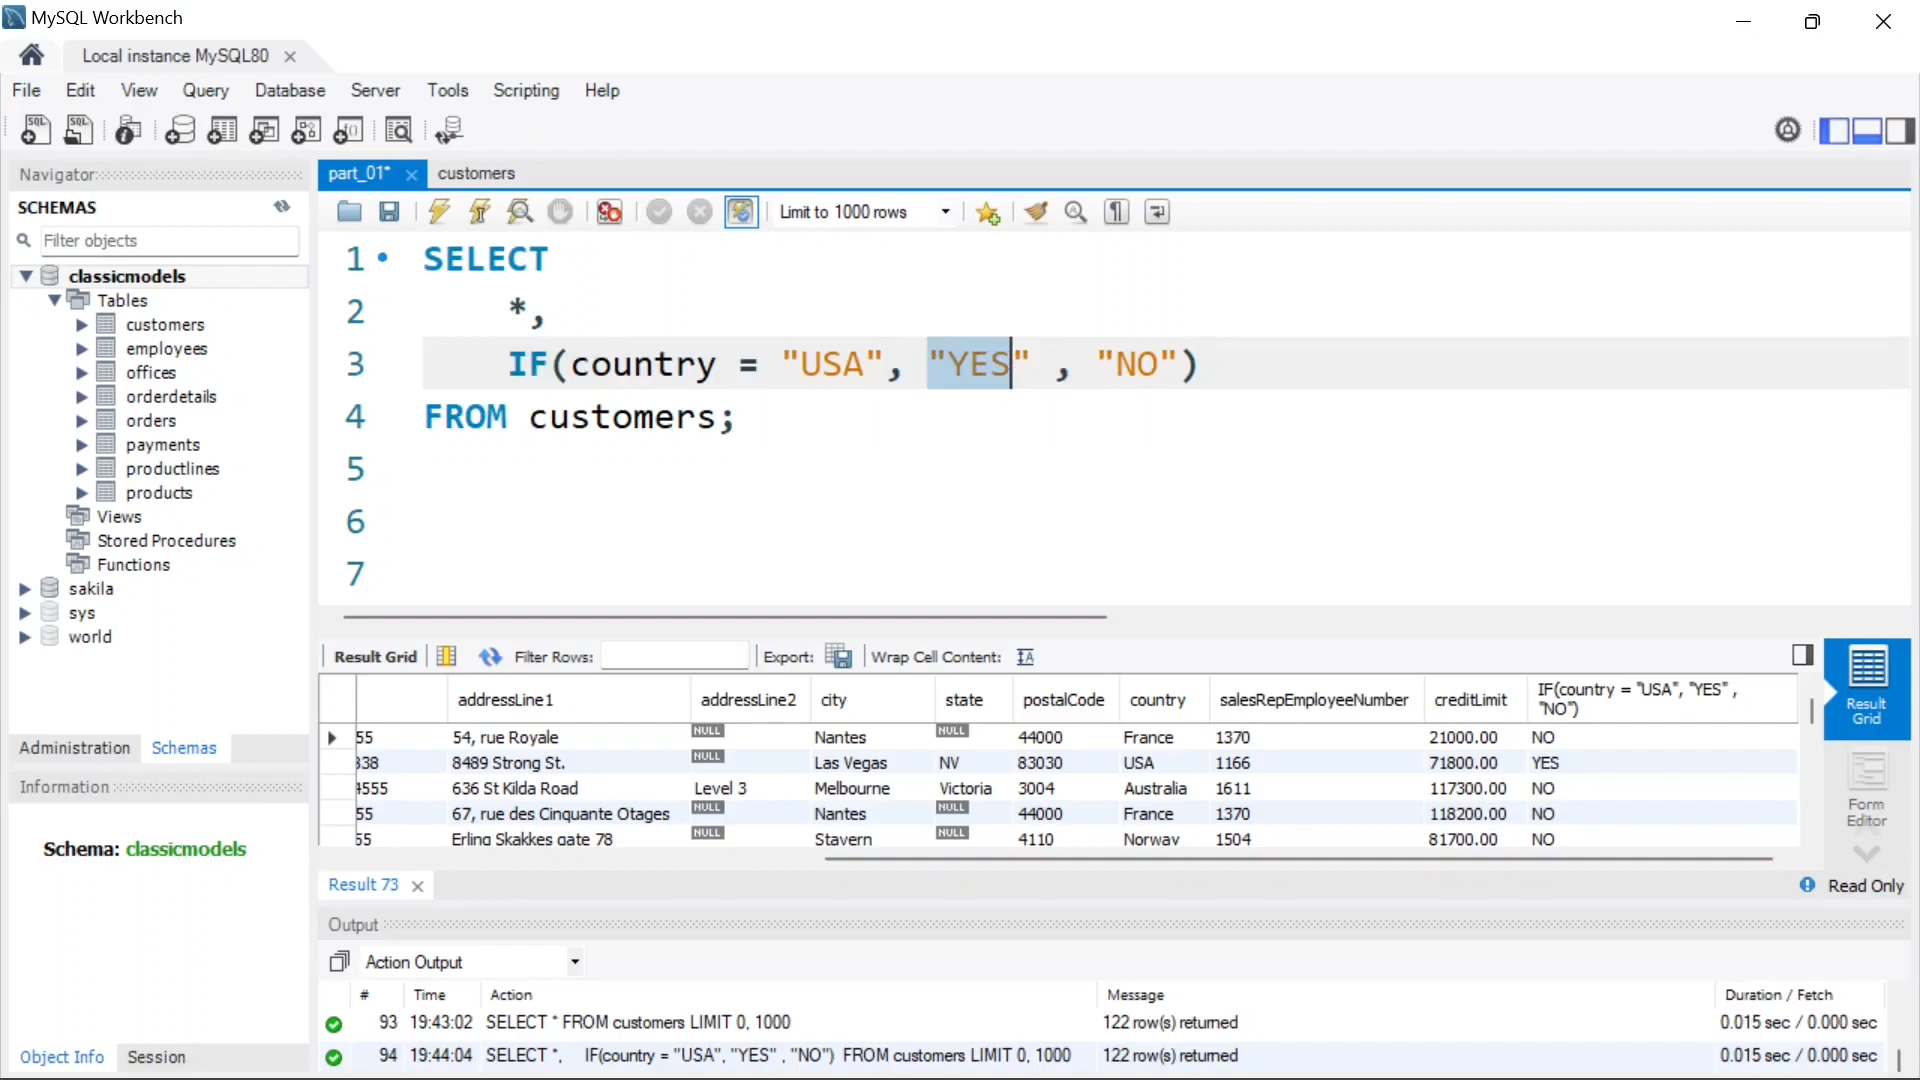 MySQL Workbench
Local instance MySQL80
File Edit View Query Database Server Tools Scripting Help
Navigator
SCHEMAS
Filter objects
classicmodels
Tables
customers
employees
offices
orderdetails
orders
payments
productlines
products
Views
Stored Procedures
Functions
sakila
sys
world
Administration Schemas
Information
Schema: classicmodels
Object Info Session
part_01* customers
Limit to 1000 rows
1 SELECT
2 *,
3 IF(country = "USA", "YES" , "NO")
4 FROM customers;
5
6
7
Result Grid Filter Rows: Export: Wrap Cell Content:
addressLine1 addressLine2 city state postalCode country salesRepEmployeeNumber creditLimit IF(country = "USA", "YES" ,
"NO")
55 54, rue Royale NULL Nantes NULL 44000 France 1370 21000.00 NO
838 8489 Strong St. NULL Las Vegas NV 83030 USA 1166 71800.00 YES
4555 636 St Kilda Road Level 3 Melbourne Victoria 3004 Australia 1611 117300.00 NO
55 67, rue des Cinquante Otages NULL Nantes NULL 44000 France 1370 118200.00 NO
55 Erling Skakkes gate 78 NULL Stavern NULL 4110 Norway 1504 81700.00 NO
Result
Grid
Form
Editor
Result 73
Read Only
Output
Action Output
# Time Action Message Duration / Fetch
93 19:43:02 SELECT * FROM customers LIMIT 0, 1000 122 row(s) returned 0.015 sec / 0.000 sec
94 19:44:04 SELECT *, IF(country = "USA", "YES" , "NO") FROM customers LIMIT 0, 1000 122 row(s) returned 0.015 sec / 0.000 sec